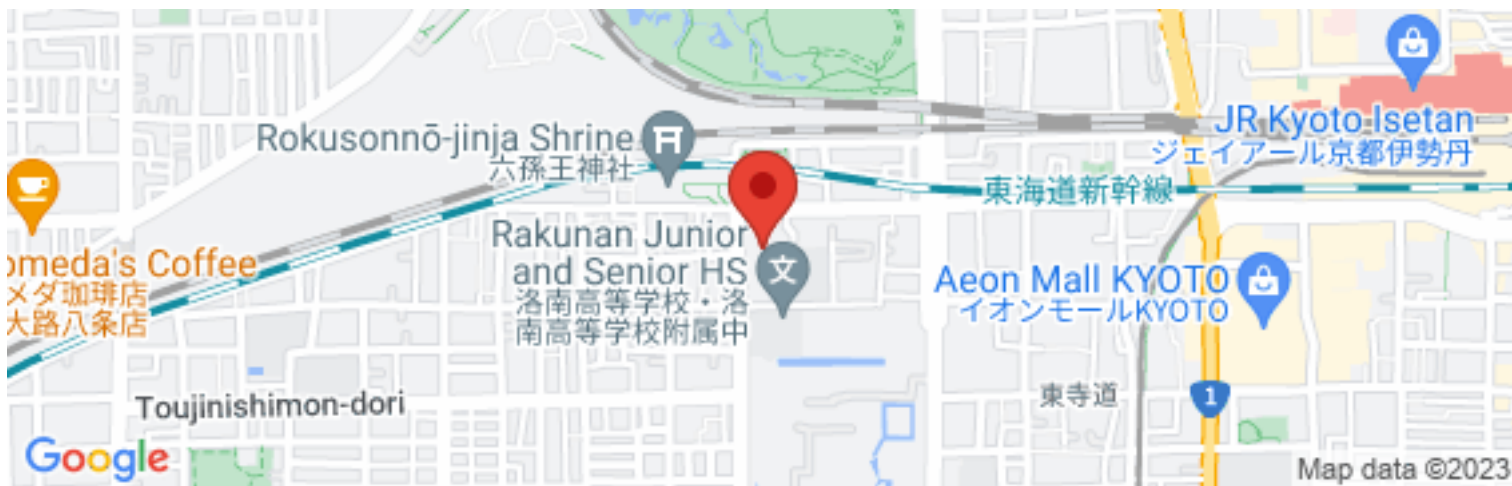 Rokusonnō-jinja Shrine
六孫王神社
JR Kyoto Isetan
ジェイアール京都伊勢丹
東海道新幹線
omeda's Coffee
メダ珈琲店
大路八条店
Rakunan Junior
and Senior HS
洛南高等学校・洛
南高等学校附属中
文
Aeon Mall KYOTO
イオンモールKYOTO
Toujinishimon-dori
東寺道
1
Google
Map data ©2023